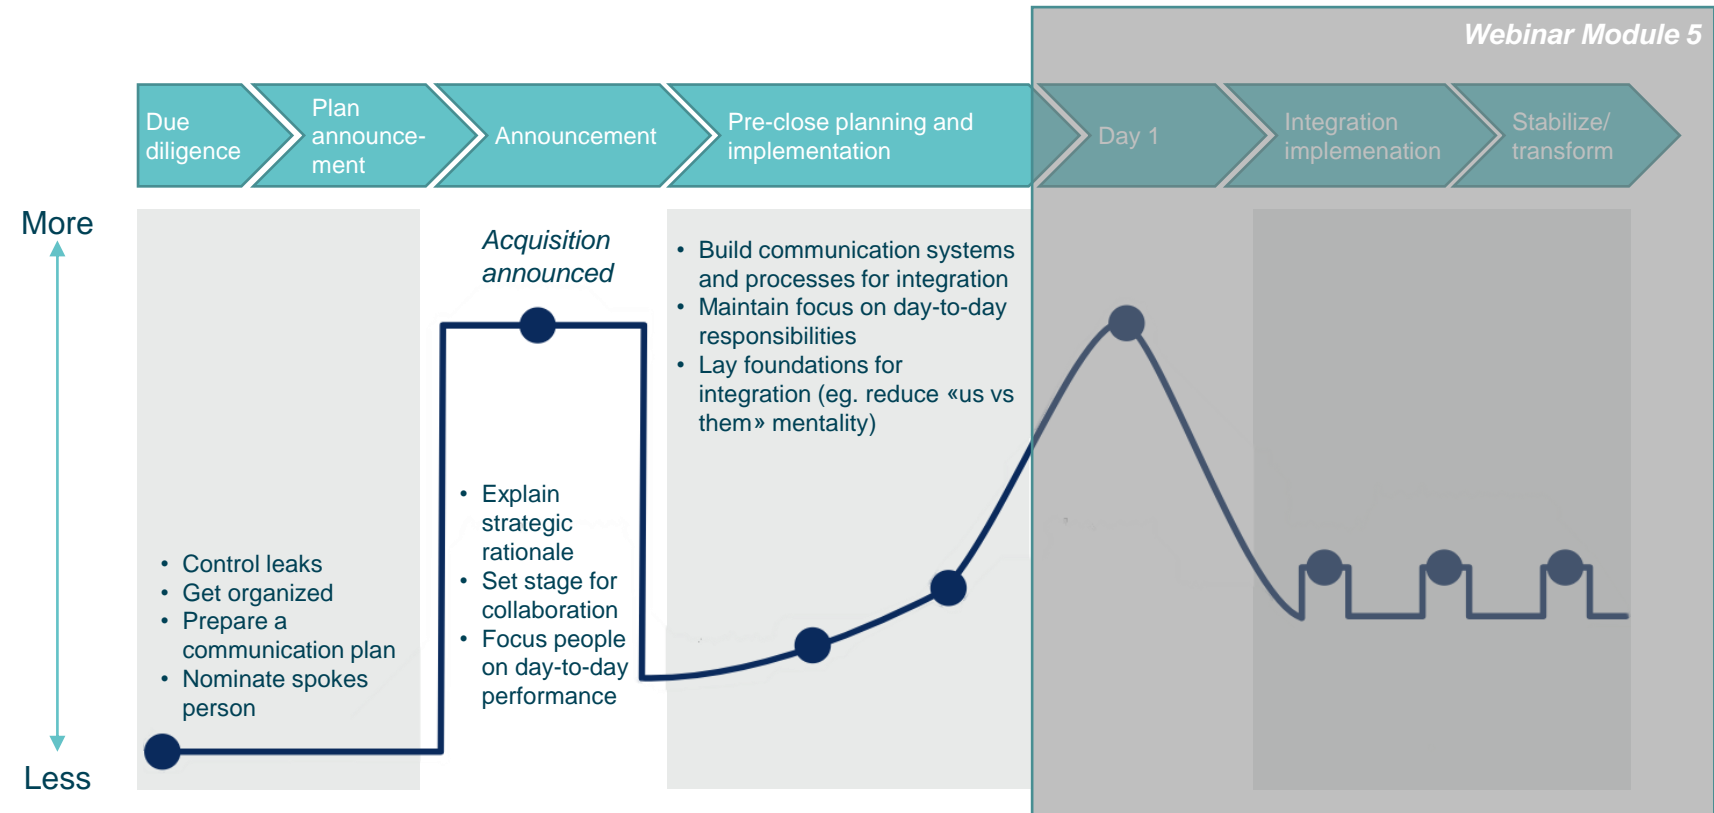 Webinar Module 5
Due
diligence
Plan
announce-
ment
Announcement
Pre-close planning and
implementation
Day 1
Integration
implemenation
Stabilize/
transform
More
Less
• Control leaks
• Get organized
• Prepare a
communication plan
• Nominate spokes
person
Acquisition
announced
• Explain
strategic
rationale
• Set stage for
collaboration
• Focus people
on day-to-day
performance
• Build communication systems
and processes for integration
• Maintain focus on day-to-day
responsibilities
• Lay foundations for
integration (eg. reduce «us vs
them» mentality)